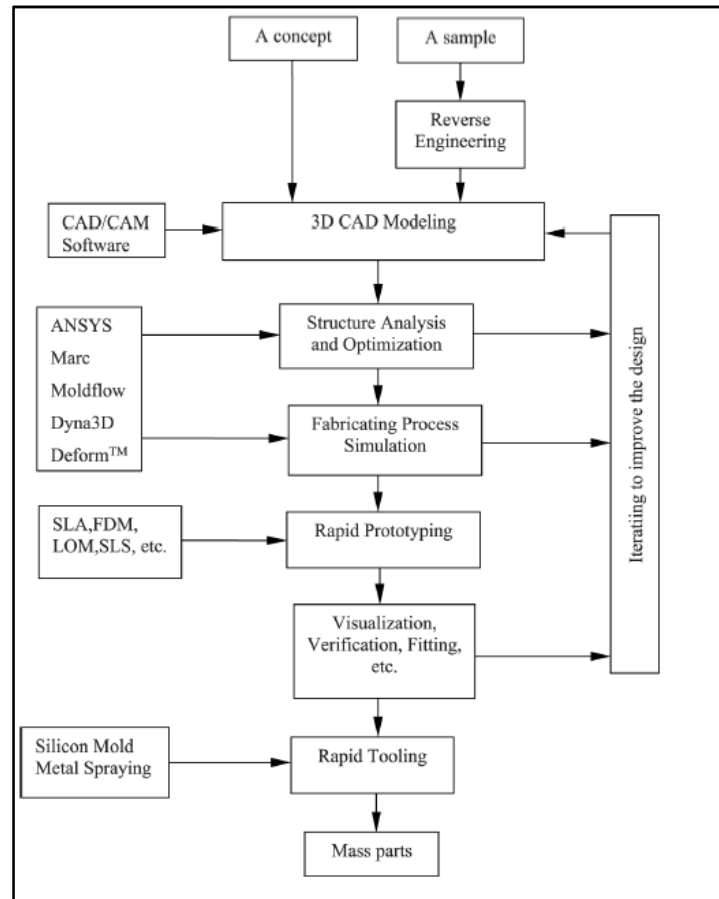 A concept
A sample
Reverse
Engineering
CAD/CAM
Software
3D CAD Modeling
ANSYS
Marc
Moldflow
Dyna3D
Deform™
Structure Analysis
and Optimization
Fabricating Process
Simulation
SLA,FDM,
LOM,SLS, etc.
Rapid Prototyping
Visualization,
Verification, Fitting,
etc.
Silicon Mold
Metal Spraying
Rapid Tooling
Mass parts
Iteratiing to improve the design